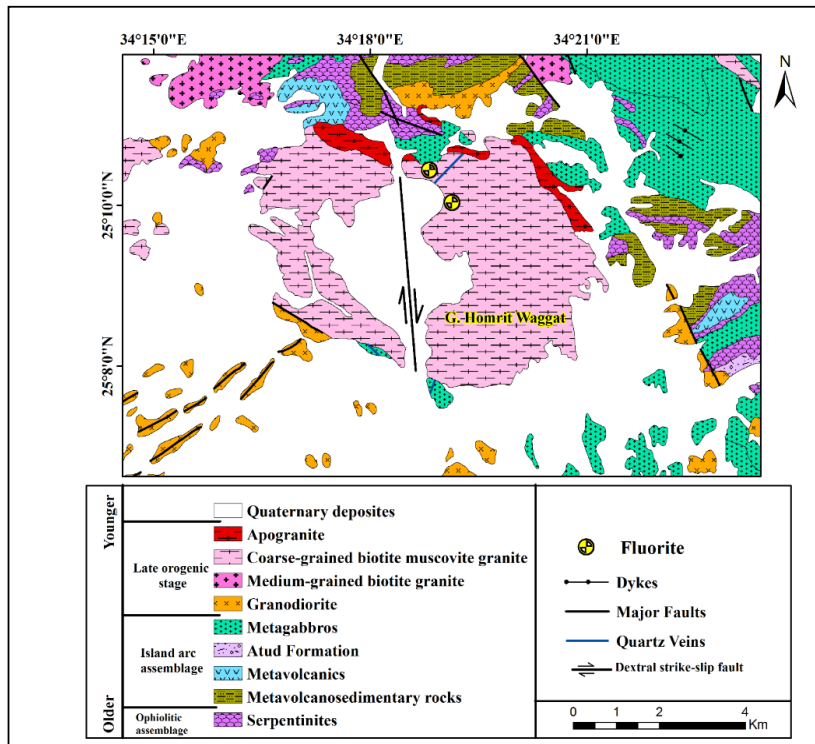 34°15'0"E
34°18'0"E
34°21'0"E
N
25°10'0"N
25°8'0"N
G. Homrit Waggat
Younger
Older
Late orogenic
stage
Island arc
assemblage
Ophiolitic
assemblage
Quaternary deposites
Apogranite
Coarse-grained biotite muscovite granite
Medium-grained biotite granite
Granodiorite
Metagabbros
Atud Formation
Metavolcanics
Metavolcanosedimentary rocks
Serpentinites
Fluorite
Dykes
Major Faults
Quartz Veins
Dextral strike-slip fault
0 1 2 4
Km